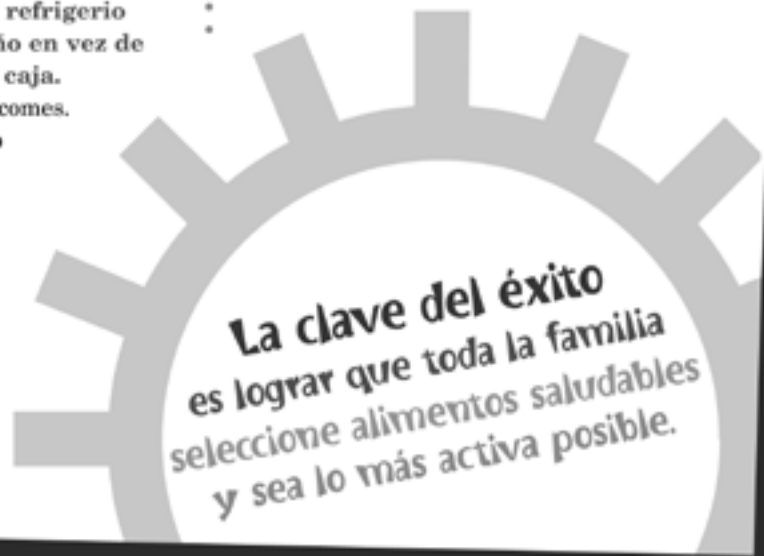 refrigerio
en vez de
caja.
comes.
La clave del éxito
es lograr que toda la familia
seleccione alimentos saludables
y sea lo más activa posible.